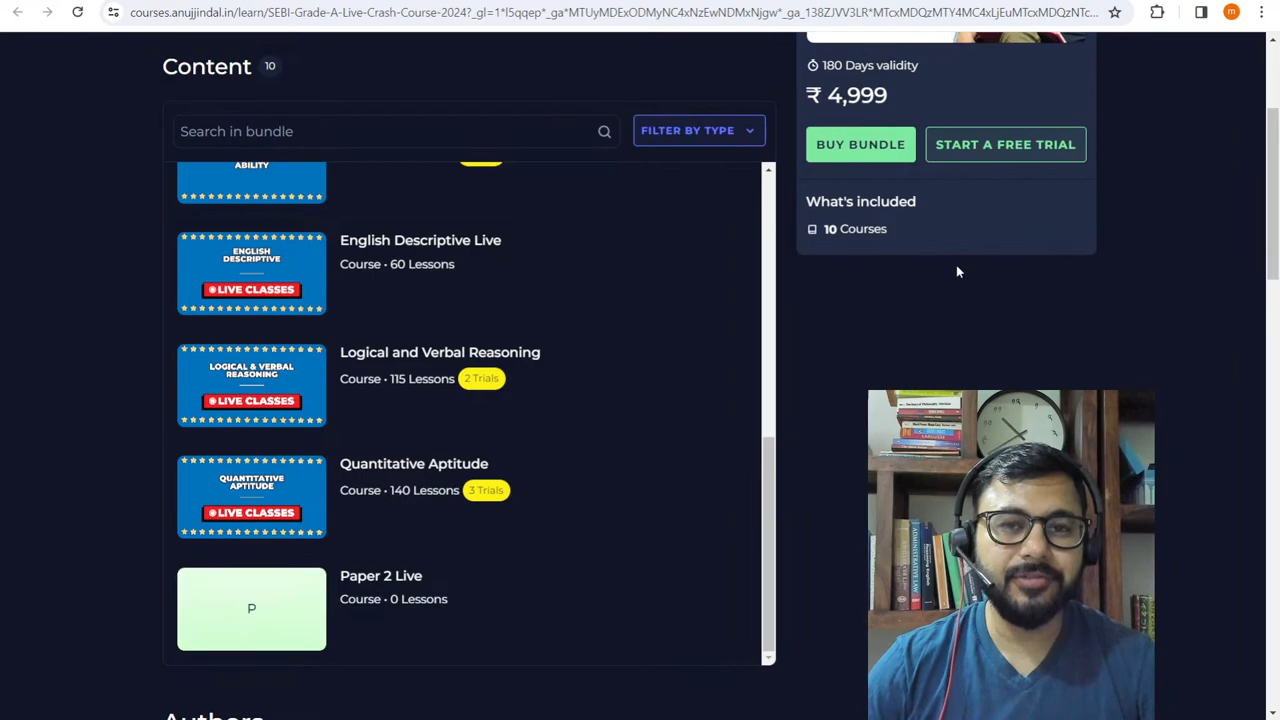 courses.anujjindal.in/learn/SEBI-Grade-A-Live-Crash-Course-2024?_gl=1*l5qqep*_ga*MTUyMDExODMyNC4xNzEwNDMxNjgw*_ga_138ZJVV3LR*MTcxMDQzMTY4MC4xLjEuMTcxMDQzNTc...
m
Content 10
Search in bundle
FILTER BY TYPE
ABILITY
English Descriptive Live
Course • 60 Lessons
ENGLISH
DESCRIPTIVE
LIVE CLASSES
Logical and Verbal Reasoning
Course • 115 Lessons 2 Trials
LOGICAL & VERBAL
REASONING
LIVE CLASSES
Quantitative Aptitude
Course • 140 Lessons 3 Trials
QUANTITATIVE
APTITUDE
LIVE CLASSES
Paper 2 Live
Course • 0 Lessons
P
180 Days validity
₹ 4,999
BUY BUNDLE
START A FREE TRIAL
What's included
10 Courses
ADMINISTRATIVE LAW